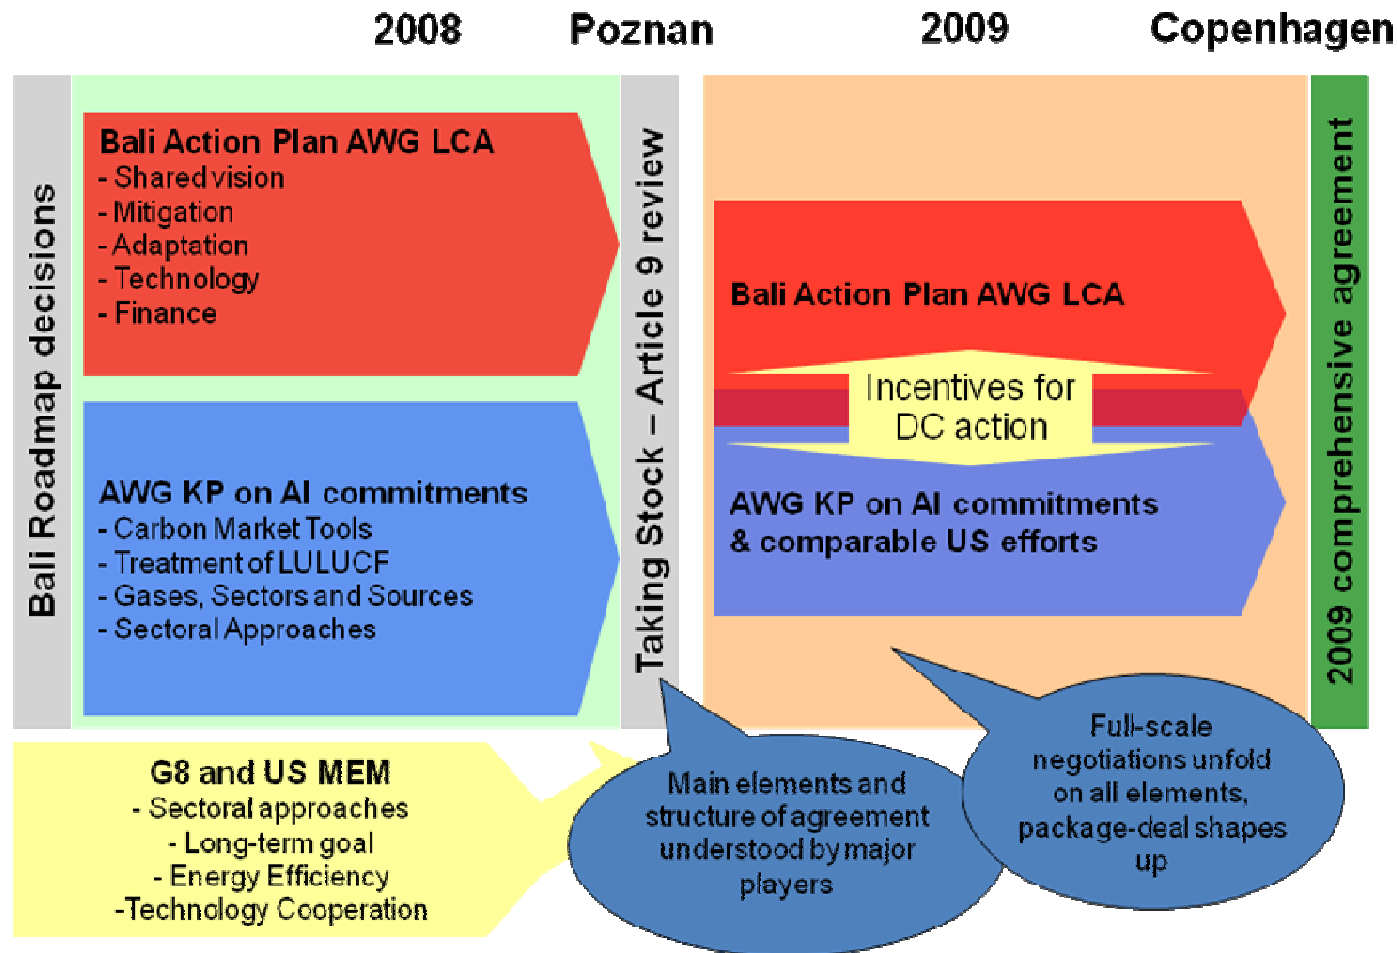 2008
Poznan
2009
Copenhagen
Bali Roadmap decisions
Bali Action Plan AWG LCA
- Shared vision
- Mitigation
- Adaptation
- Technology
- Finance
AWG KP on AI commitments
- Carbon Market Tools
- Treatment of LULUCF
- Gases, Sectors and Sources
- Sectoral Approaches
Taking Stock – Article 9 review
Bali Action Plan AWG LCA
Incentives for
DC action
AWG KP on AI commitments
& comparable US efforts
2009 comprehensive agreement
G8 and US MEM
- Sectoral approaches
- Long-term goal
- Energy Efficiency
-Technology Cooperation
Main elements and
structure of agreement
understood by major
players
Full-scale
negotiations unfold
on all elements,
package-deal shapes
up